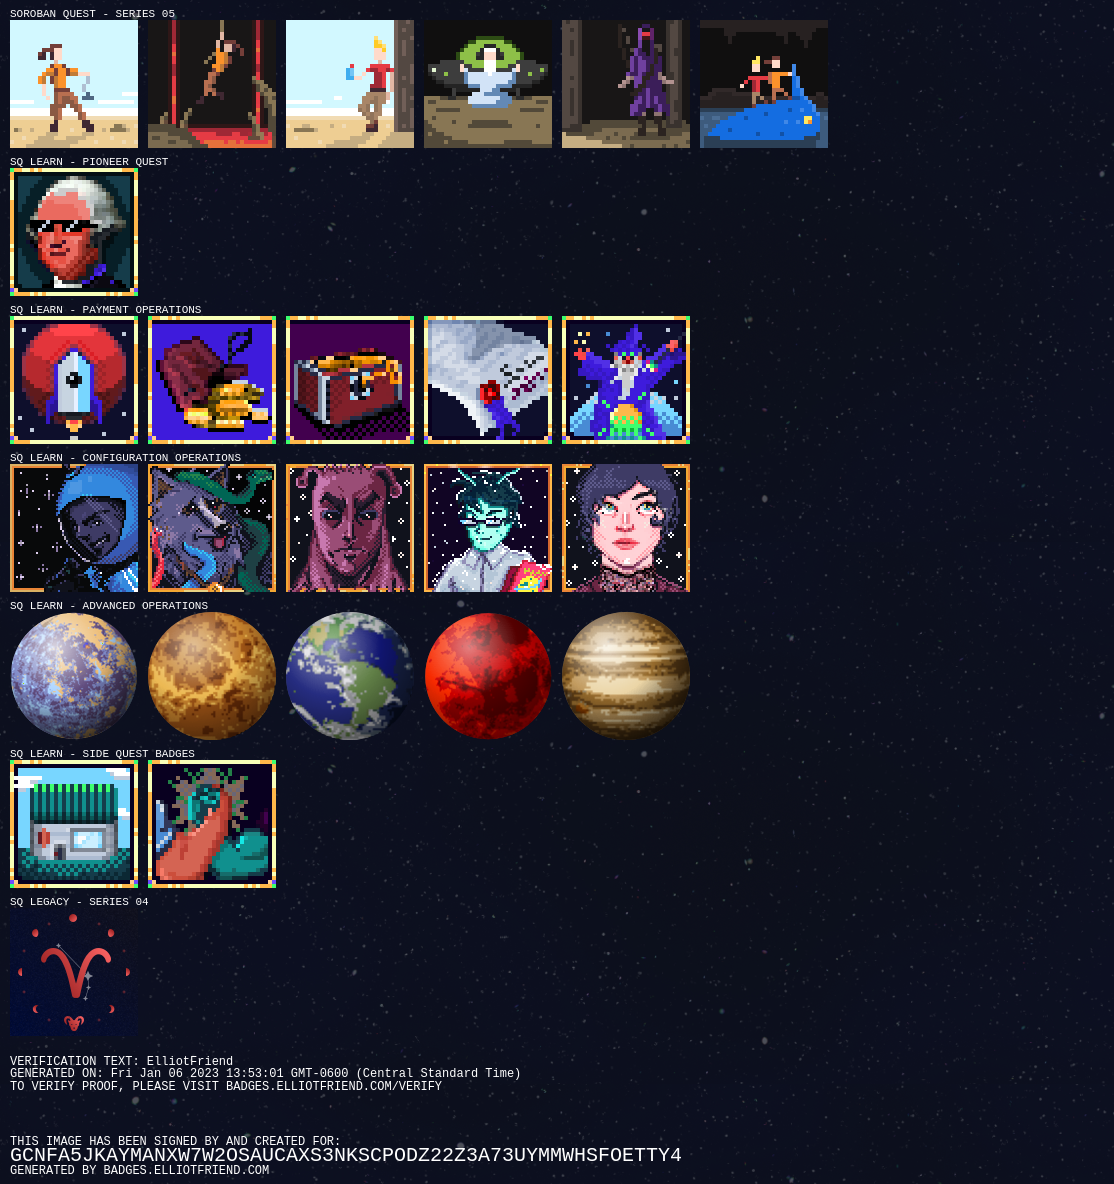 SOROBAN QUEST - SERIES 05
SQ LEARN - PIONEER QUEST
SQ LEARN - PAYMENT OPERATIONS
SQ LEARN - CONFIGURATION OPERATIONS
SQ LEARN - ADVANCED OPERATIONS
SQ LEARN - SIDE QUEST BADGES
SQ LEGACY - SERIES 04
VERIFICATION TEXT: ElliotFriend
GENERATED ON: Fri Jan 06 2023 13:53:01 GMT-0600 (Central Standard Time)
TO VERIFY PROOF, PLEASE VISIT BADGES.ELLIOTFRIEND.COM/VERIFY
THIS IMAGE HAS BEEN SIGNED BY AND CREATED FOR:
GCNFA5JKAYMANXW7W2OSAUCAXS3NKSCPODZ22Z3A73UYMMWHSFOETTY4
GENERATED BY BADGES.ELLIOTFRIEND.COM